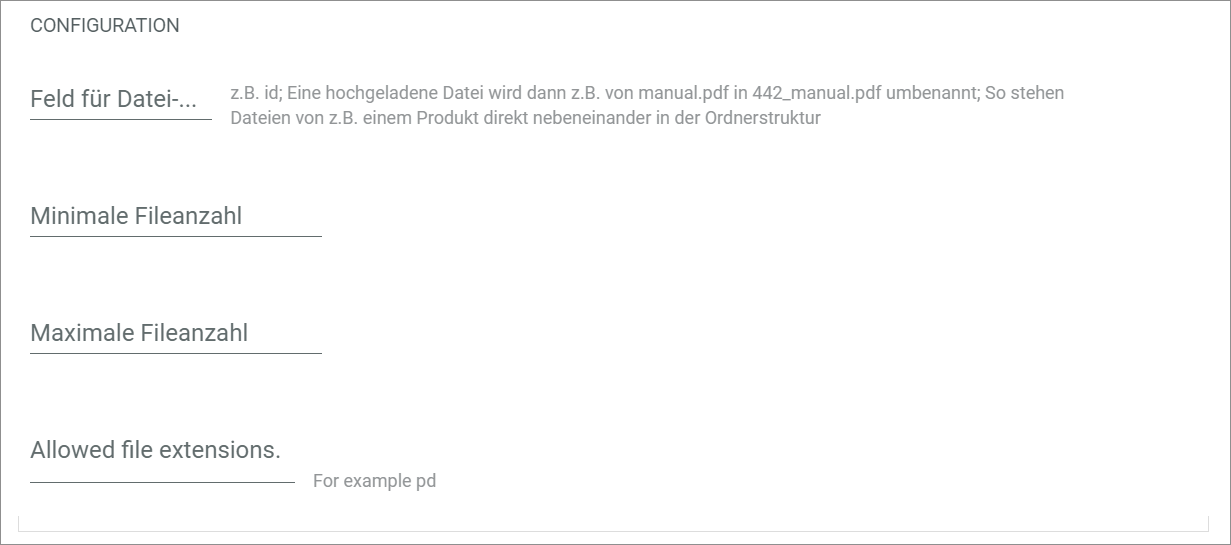 CONFIGURATION
Feld für Datei-...
z.B. id; Eine hochgeladene Datei wird dann z.B. von manual.pdf in 442_manual.pdf umbenannt; So stehen
Dateien von z.B. einem Produkt direkt nebeneinander in der Ordnerstruktur
Minimale Fileanzahl
Maximale Fileanzahl
Allowed file extensions.
For example pd